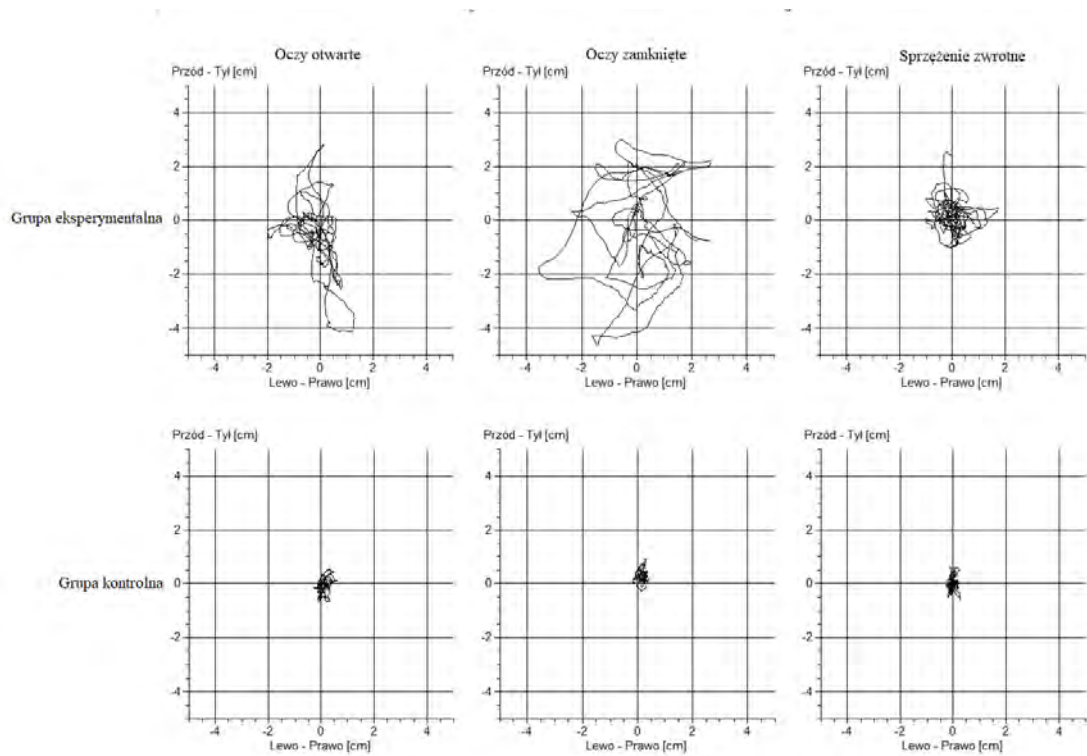 Oczy otwarte
Oczy zamknięte
Sprzężenie zwrotne
Przód - Tył [cm]
Przód - Tył [cm]
Przód - Tył [cm]
4
4
4
2
2
2
Grupa eksperymentalna
0
0
0
-2
-2
-2
-4
-4
-4
-4 -2 0 2 4
-4 -2 0 2 4
-4 -2 0 2 4
Lewo - Prawo [cm]
Lewo - Prawo [cm]
Lewo - Prawo [cm]
Przód - Tył [cm]
Przód - Tył [cm]
Przód - Tył [cm]
4
4
4
2
2
2
Grupa kontrolna
0
0
0
-2
-2
-2
-4
-4
-4
-4 -2 0 2 4
-4 -2 0 2 4
-4 -2 0 2 4
Lewo - Prawo [cm]
Lewo - Prawo [cm]
Lewo - Prawo [cm]